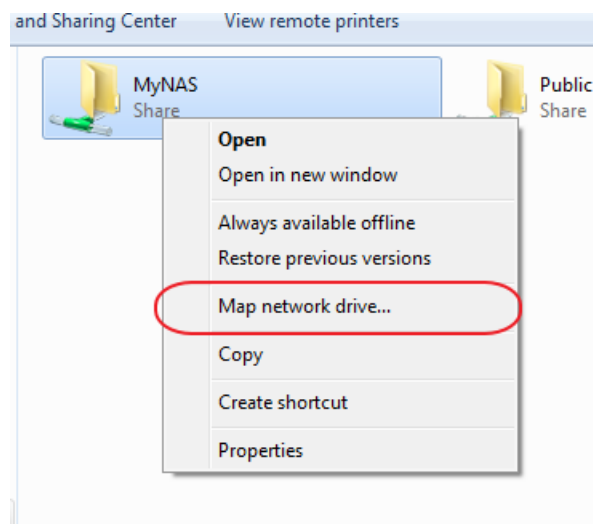 and Sharing Center View remote printers
MyNAS
Share
Public
Share
Open
Open in new window
Always available offline
Restore previous versions
Map network drive...
Copy
Create shortcut
Properties